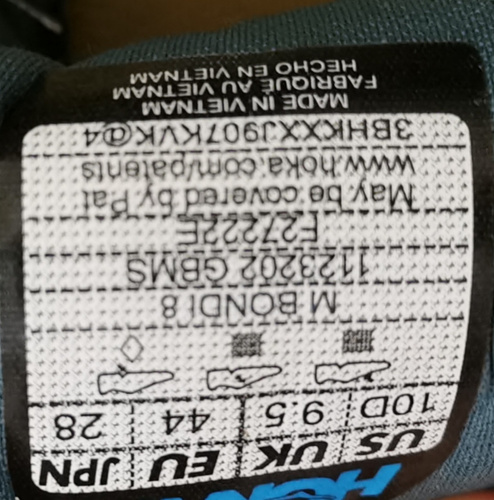 US UK EU JPN
10D 9.5 44 28
M BONDI 8
1123202 GBMS
F27222E
May be covered by Pat
www.hoka.com/patents
3BHKXXJ907KVK@4
MADE IN VIETNAM
FABRIQUÉ AU VIETNAM
HECHO EN VIETNAM